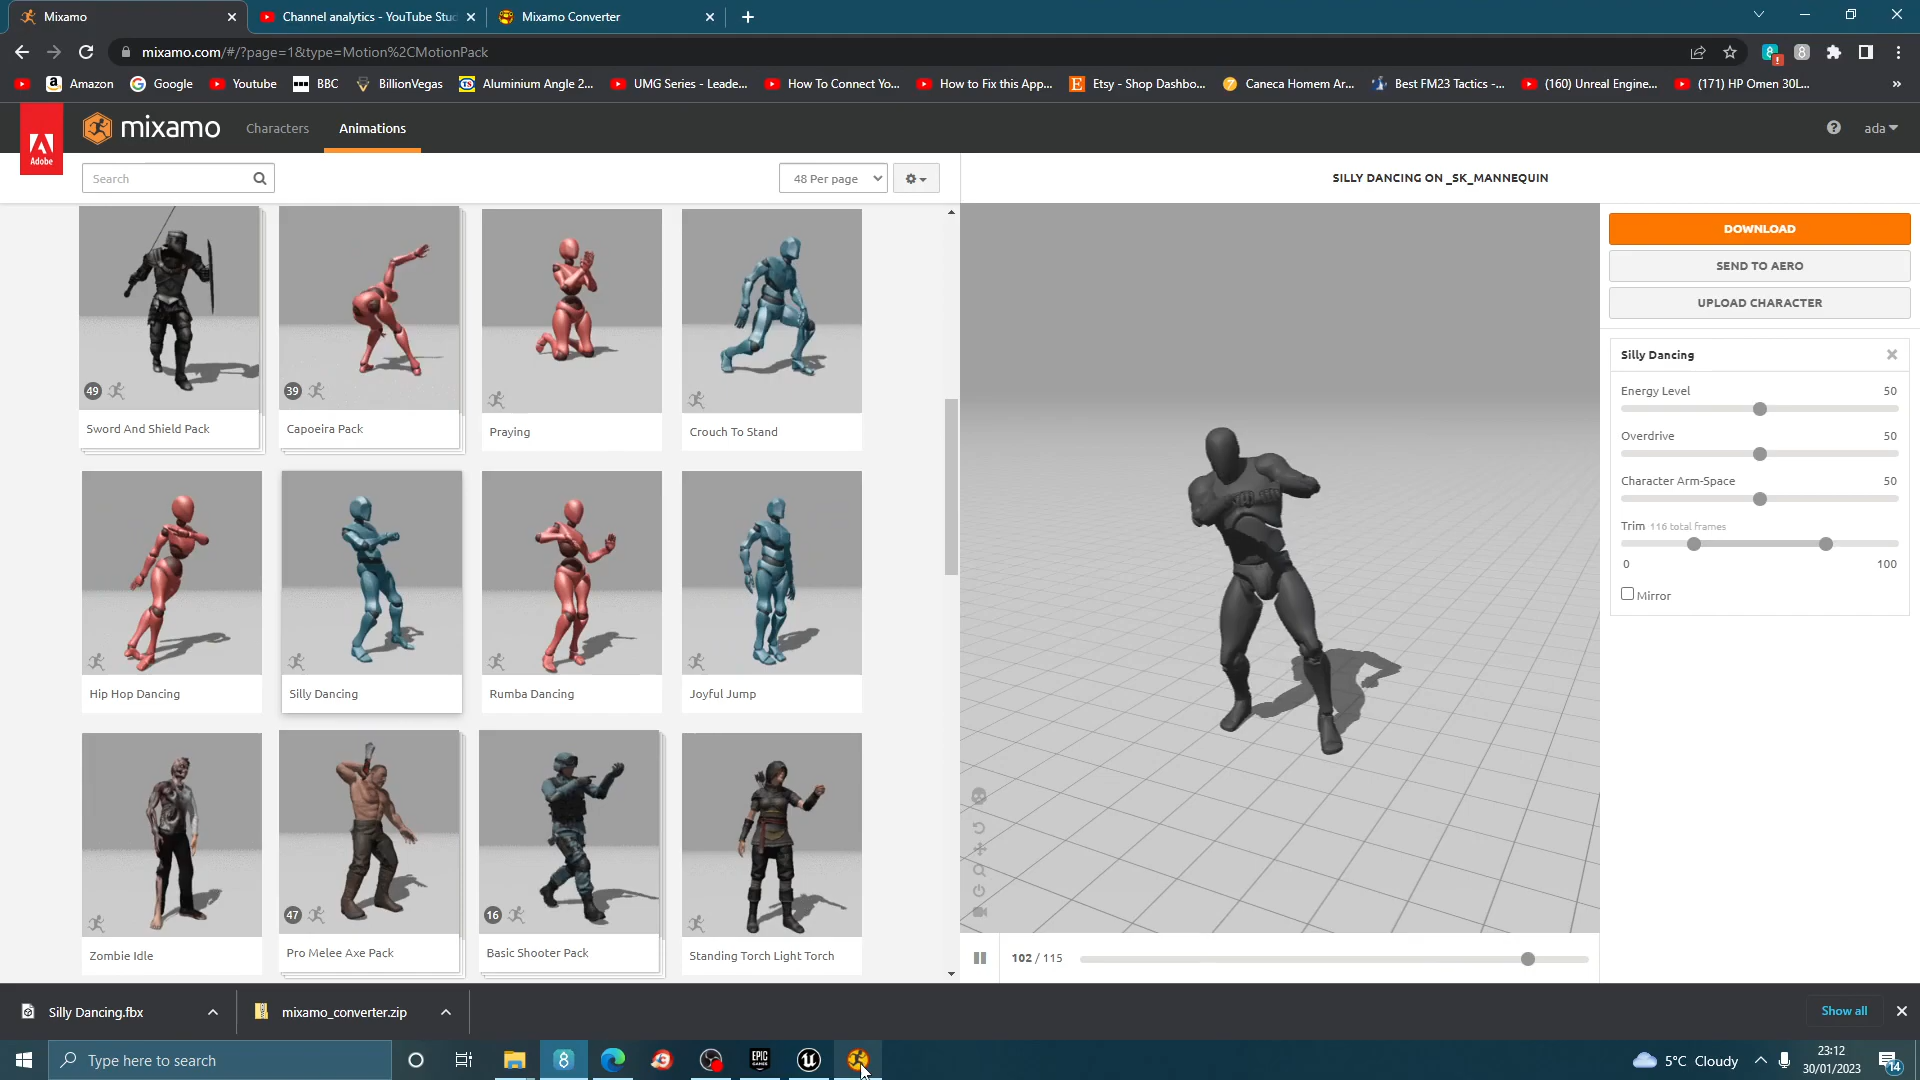 Mixamo
Channel analytics - YouTube Stu
Mixamo Converter
mixamo.com/#/?page=1&type=Motion%2CMotionPack
Amazon
Google
Youtube
BBC
BillionVegas
Aluminium Angle 2...
UMG Series - Leade...
How To Connect Yo...
How to Fix this App...
Etsy - Shop Dashbo...
Caneca Homem Ar...
Best FM23 Tactics -...
(160) Unreal Engine...
(171) HP Omen 30L...
»
Adobe
mixamo
Characters
Animations
ada
Search
48 Per page
SILLY DANCING ON _SK_MANNEQUIN
DOWNLOAD
SEND TO AERO
UPLOAD CHARACTER
Silly Dancing
Energy Level 50
Overdrive 50
Character Arm-Space 50
Trim 116 total frames
0 100
Mirror
49
39
Sword And Shield Pack
Capoeira Pack
Praying
Crouch To Stand
Hip Hop Dancing
Silly Dancing
Rumba Dancing
Joyful Jump
47
16
Zombie Idle
Pro Melee Axe Pack
Basic Shooter Pack
Standing Torch Light Torch
102 / 115
Silly Dancing.fbx
mixamo_converter.zip
Show all
Type here to search
EPIC
GAMES
5°C Cloudy
23:12
30/01/2023
14